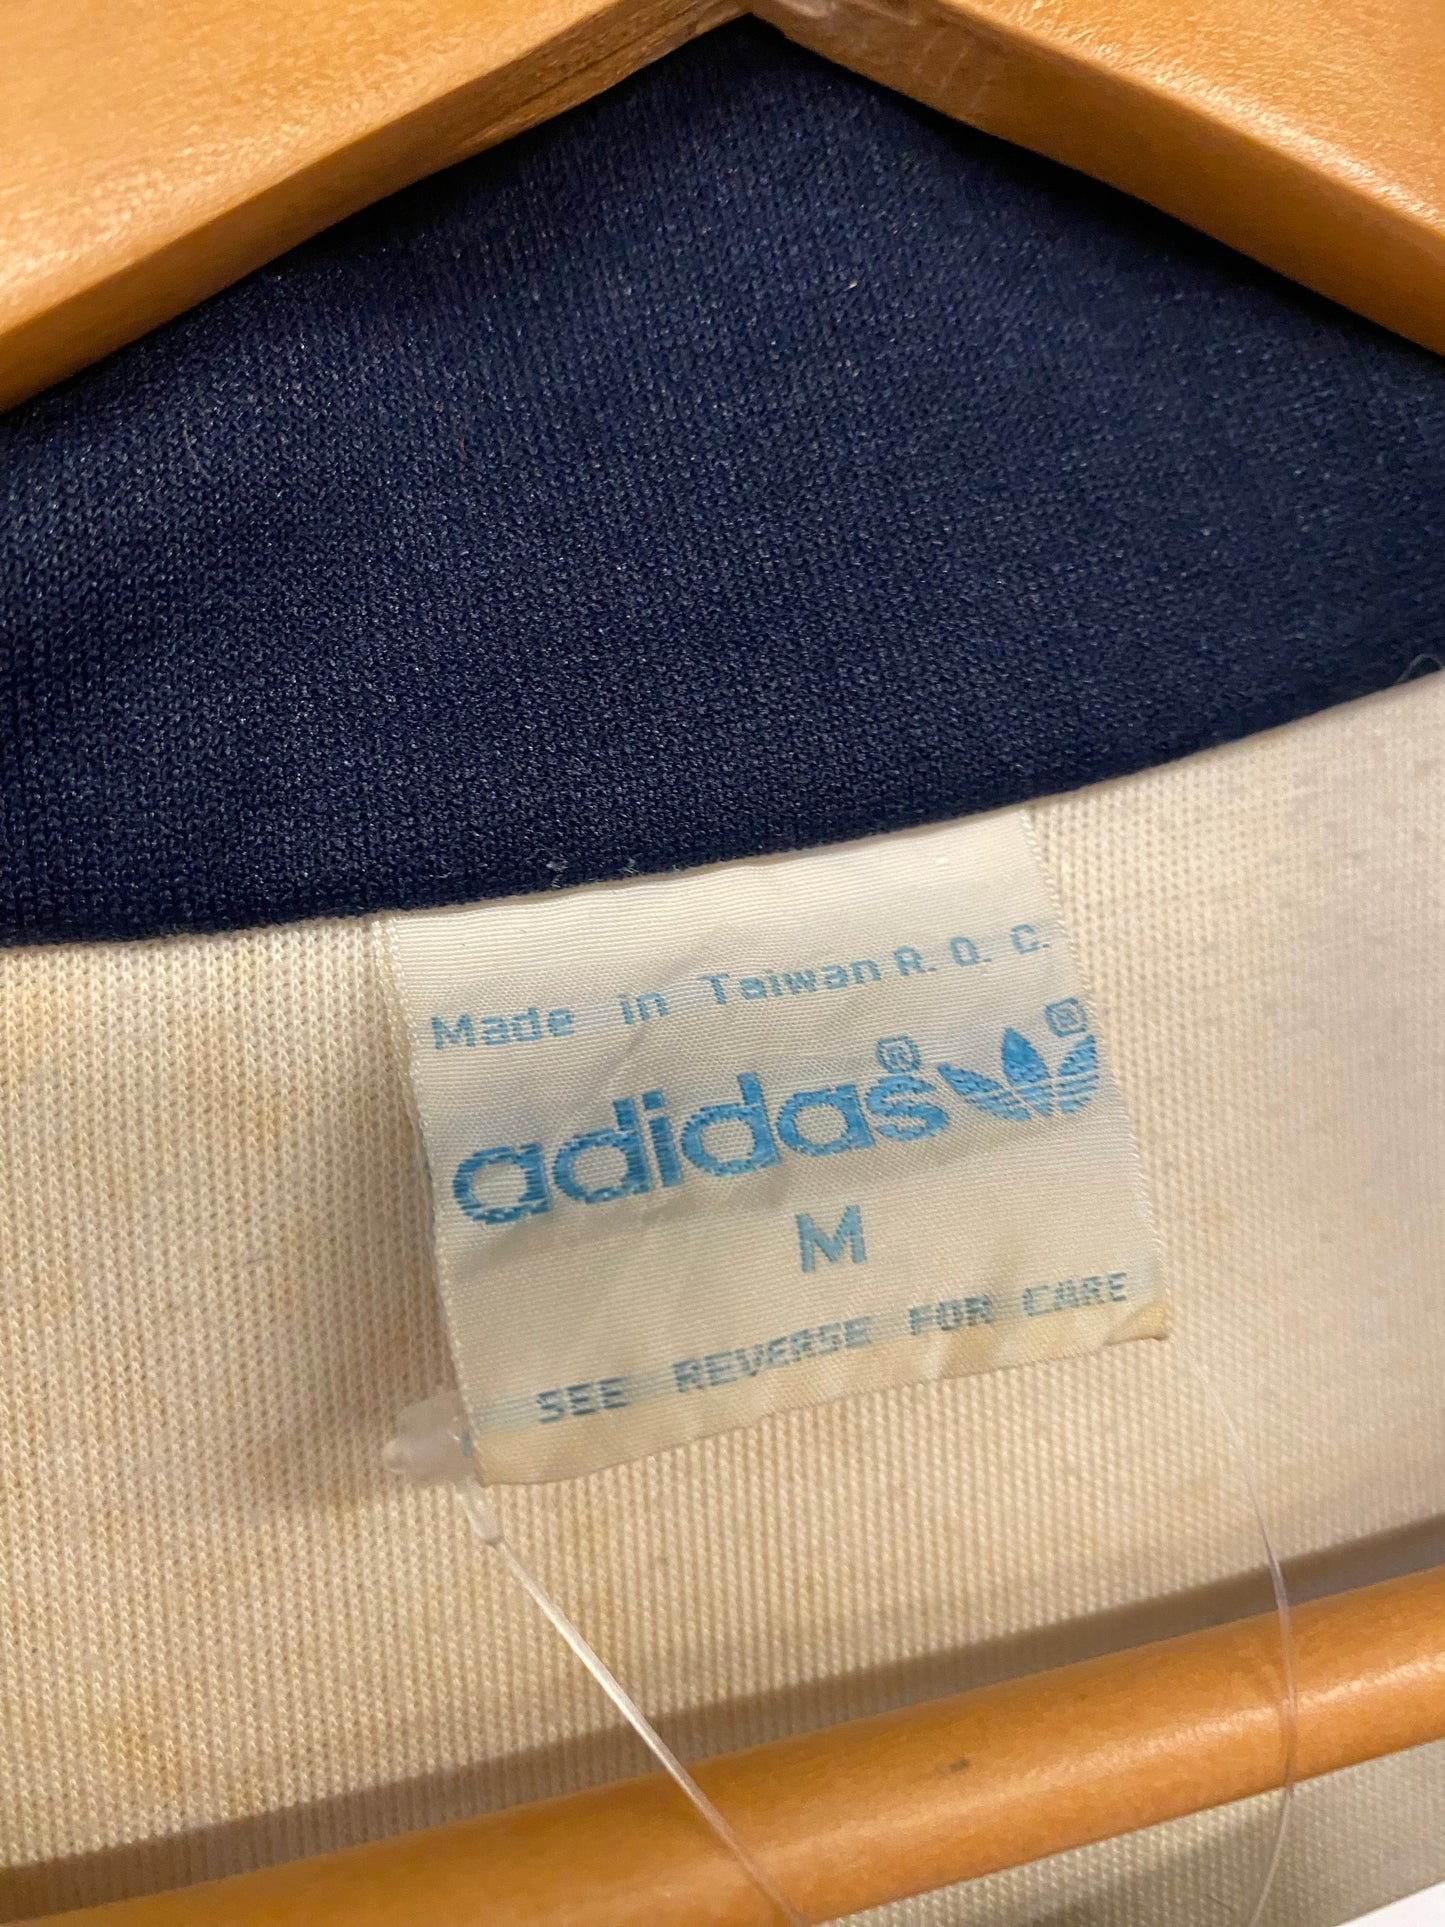 Made in Taiwan R. O. C.
adidas® ®
M
SEE REVERSE FOR CARE